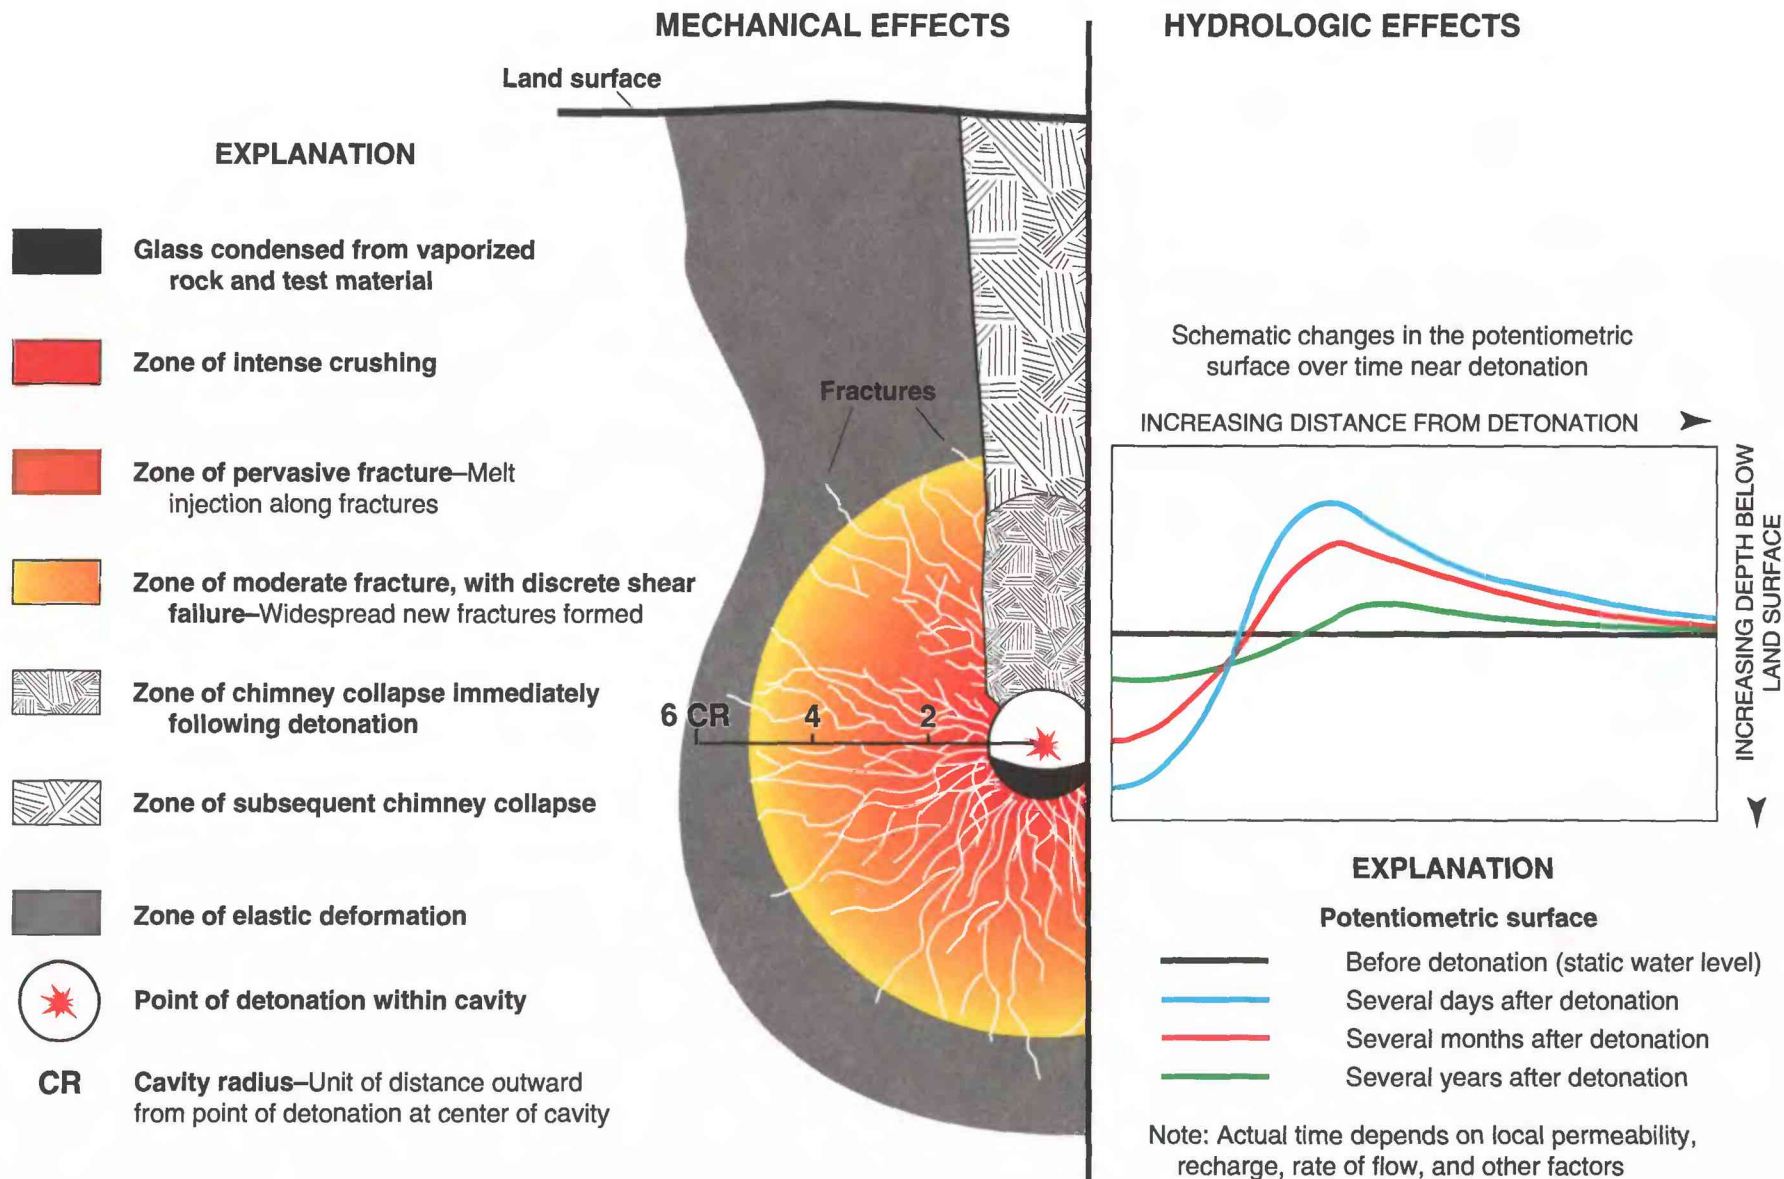 MECHANICAL EFFECTS
HYDROLOGIC EFFECTS
Land surface
EXPLANATION
Glass condensed from vaporized
rock and test material
Zone of intense crushing
Zone of pervasive fracture–Melt
injection along fractures
Zone of moderate fracture, with discrete shear
failure–Widespread new fractures formed
Zone of chimney collapse immediately
following detonation
Zone of subsequent chimney collapse
Zone of elastic deformation
Point of detonation within cavity
CR
Cavity radius–Unit of distance outward
from point of detonation at center of cavity
Fractures
6 CR
4
2
Schematic changes in the potentiometric
surface over time near detonation
INCREASING DISTANCE FROM DETONATION
INCREASING DEPTH BELOW
LAND SURFACE
EXPLANATION
Potentiometric surface
Before detonation (static water level)
Several days after detonation
Several months after detonation
Several years after detonation
Note: Actual time depends on local permeability,
recharge, rate of flow, and other factors